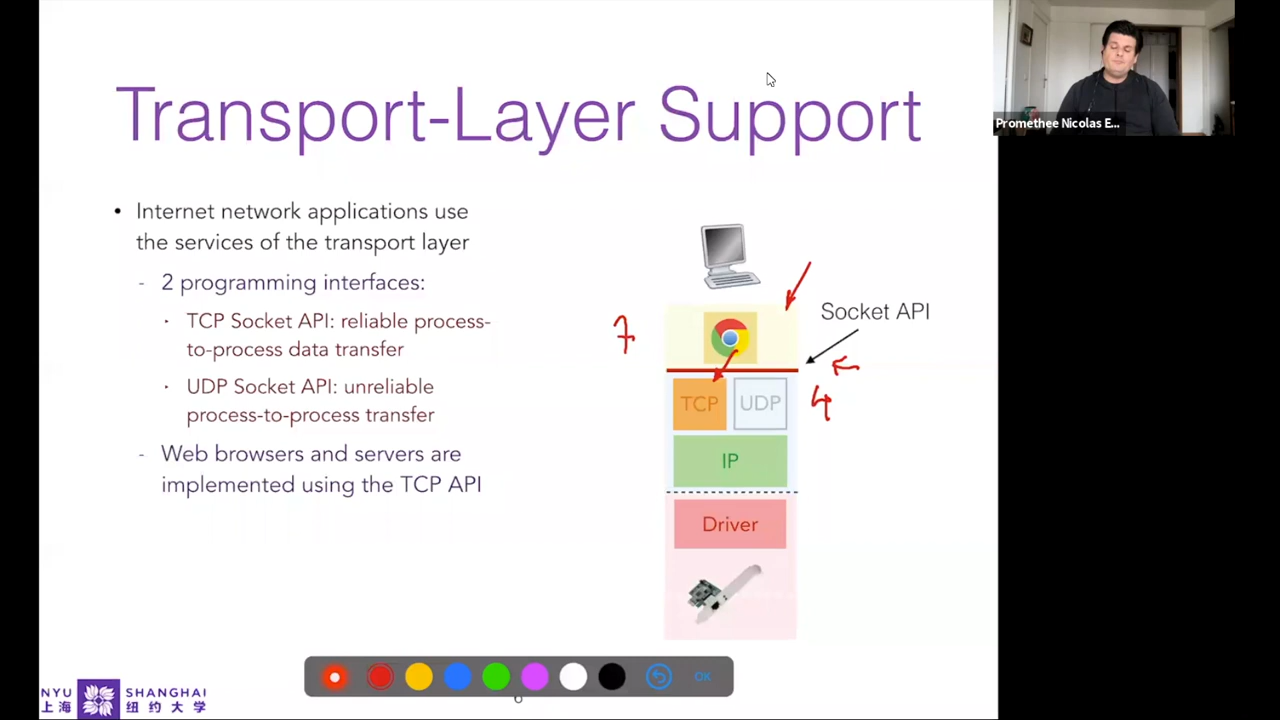 Promethee Nicolas E...
Transport-Layer Support
• Internet network applications use
the services of the transport layer
- 2 programming interfaces:
· TCP Socket API: reliable process-
to-process data transfer
· UDP Socket API: unreliable
process-to-process transfer
- Web browsers and servers are
implemented using the TCP API
7
Socket API
TCP
UDP
4
IP
Driver
OK
6
NYU SHANGHAI
上海 纽约大学